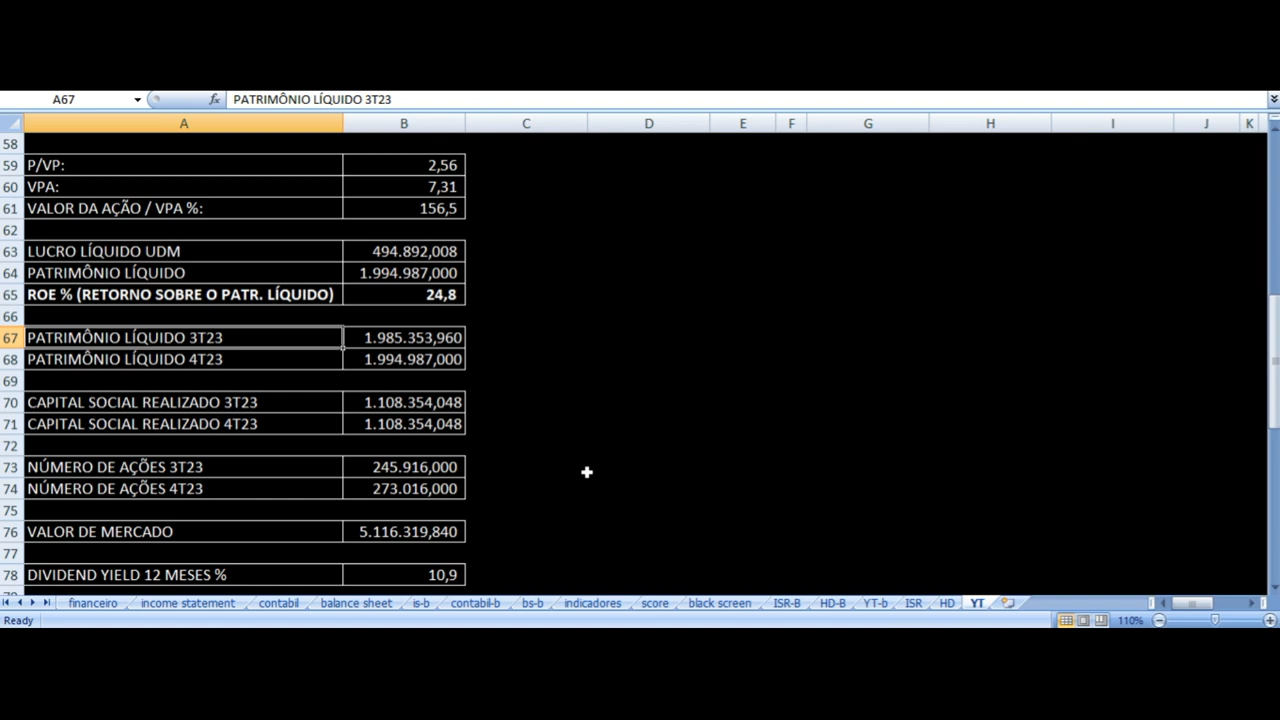 A67 fx PATRIMÔNIO LÍQUIDO 3T23
A B C D E F G H I J K
58
59 P/VP: 2,56
60 VPA: 7,31
61 VALOR DA AÇÃO / VPA %: 156,5
62
63 LUCRO LÍQUIDO UDM 494.892,008
64 PATRIMÔNIO LÍQUIDO 1.994.987,000
65 ROE % (RETORNO SOBRE O PATR. LÍQUIDO) 24,8
66
67 PATRIMÔNIO LÍQUIDO 3T23 1.985.353,960
68 PATRIMÔNIO LÍQUIDO 4T23 1.994.987,000
69
70 CAPITAL SOCIAL REALIZADO 3T23 1.108.354,048
71 CAPITAL SOCIAL REALIZADO 4T23 1.108.354,048
72
73 NÚMERO DE AÇÕES 3T23 245.916,000
74 NÚMERO DE AÇÕES 4T23 273.016,000
75
76 VALOR DE MERCADO 5.116.319,840
77
78 DIVIDEND YIELD 12 MESES % 10,9
financeiro income statement contabil balance sheet is-b contabil-b bs-b indicadores score black screen ISR-B HD-B YT-b ISR HD YT
Ready 110%